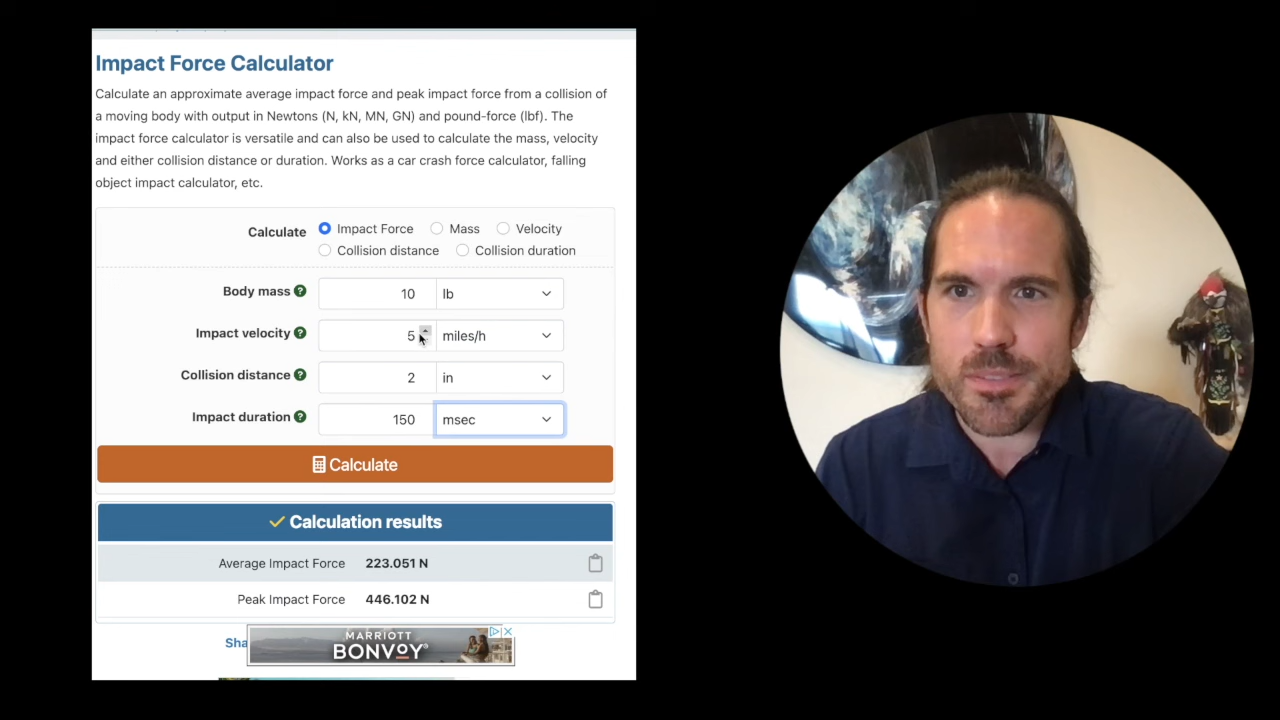 Impact Force Calculator
Calculate an approximate average impact force and peak impact force from a collision of
a moving body with output in Newtons (N, kN, MN, GN) and pound-force (lbf). The
impact force calculator is versatile and can also be used to calculate the mass, velocity
and either collision distance or duration. Works as a car crash force calculator, falling
object impact calculator, etc.
Calculate Impact Force Mass Velocity
Collision distance Collision duration
Body mass ? 10 lb
Impact velocity ? 5 miles/h
Collision distance ? 2 in
Impact duration ? 150 msec
Calculate
Calculation results
Average Impact Force 223.051 N
Peak Impact Force 446.102 N
Sha
MARRIOTT
BONVOY